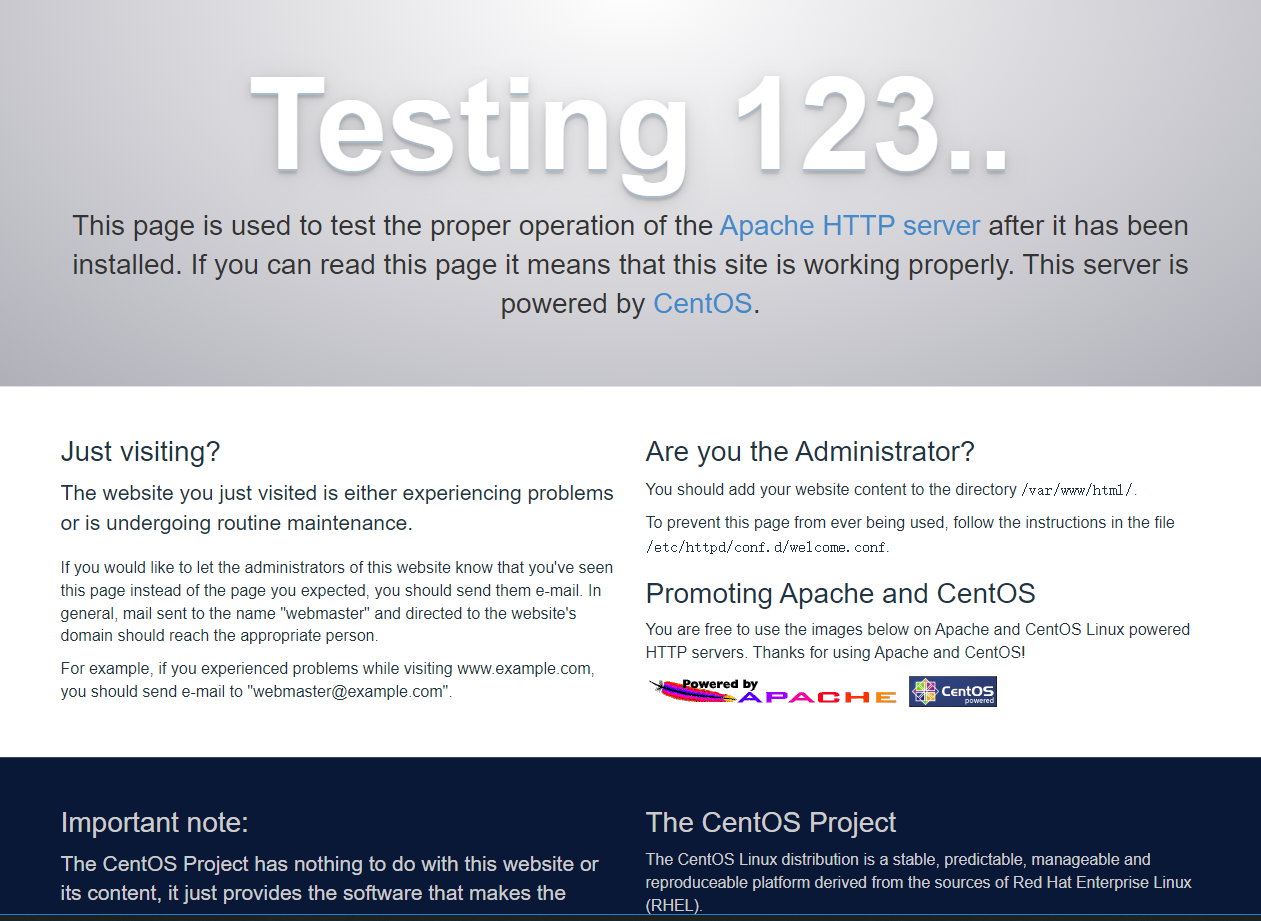 Testing 123..
This page is used to test the proper operation of the Apache HTTP server after it has been
installed. If you can read this page it means that this site is working properly. This server is
powered by CentOS.
Just visiting?
The website you just visited is either experiencing problems
or is undergoing routine maintenance.
If you would like to let the administrators of this website know that you've seen
this page instead of the page you expected, you should send them e-mail. In
general, mail sent to the name "webmaster" and directed to the website's
domain should reach the appropriate person.
For example, if you experienced problems while visiting www.example.com,
you should send e-mail to "webmaster@example.com".
Are you the Administrator?
You should add your website content to the directory /var/www/html/.
To prevent this page from ever being used, follow the instructions in the file
/etc/httpd/conf.d/welcome.conf.
Promoting Apache and CentOS
You are free to use the images below on Apache and CentOS Linux powered
HTTP servers. Thanks for using Apache and CentOS!
Powered by
APACHE
CentOS
powered
Important note:
The CentOS Project has nothing to do with this website or
its content, it just provides the software that makes the
The CentOS Project
The CentOS Linux distribution is a stable, predictable, manageable and
reproduceable platform derived from the sources of Red Hat Enterprise Linux
(RHEL).